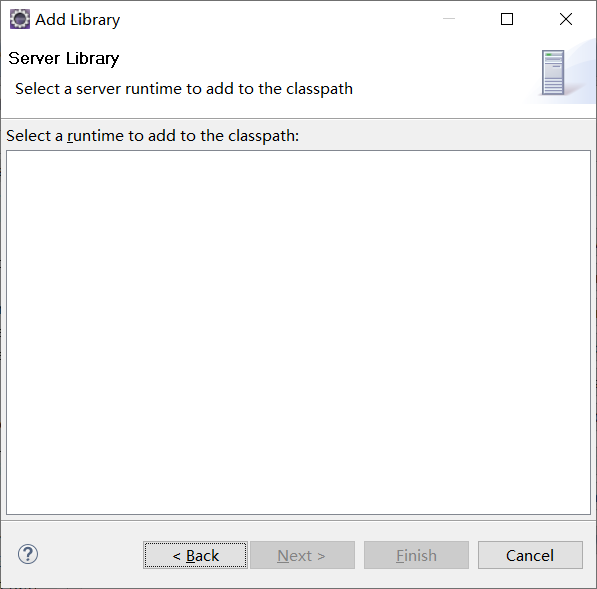 Add Library
Server Library
Select a server runtime to add to the classpath
Select a runtime to add to the classpath:
?
< Back
Next >
Finish
Cancel